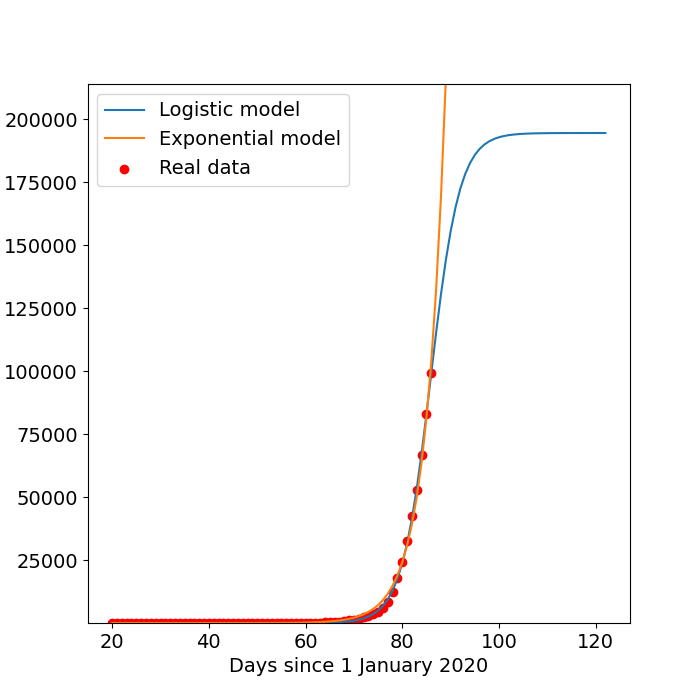 Logistic model
Exponential model
Real data
200000
175000
150000
125000
100000
75000
50000
25000
20 40 60 80 100 120
Days since 1 January 2020